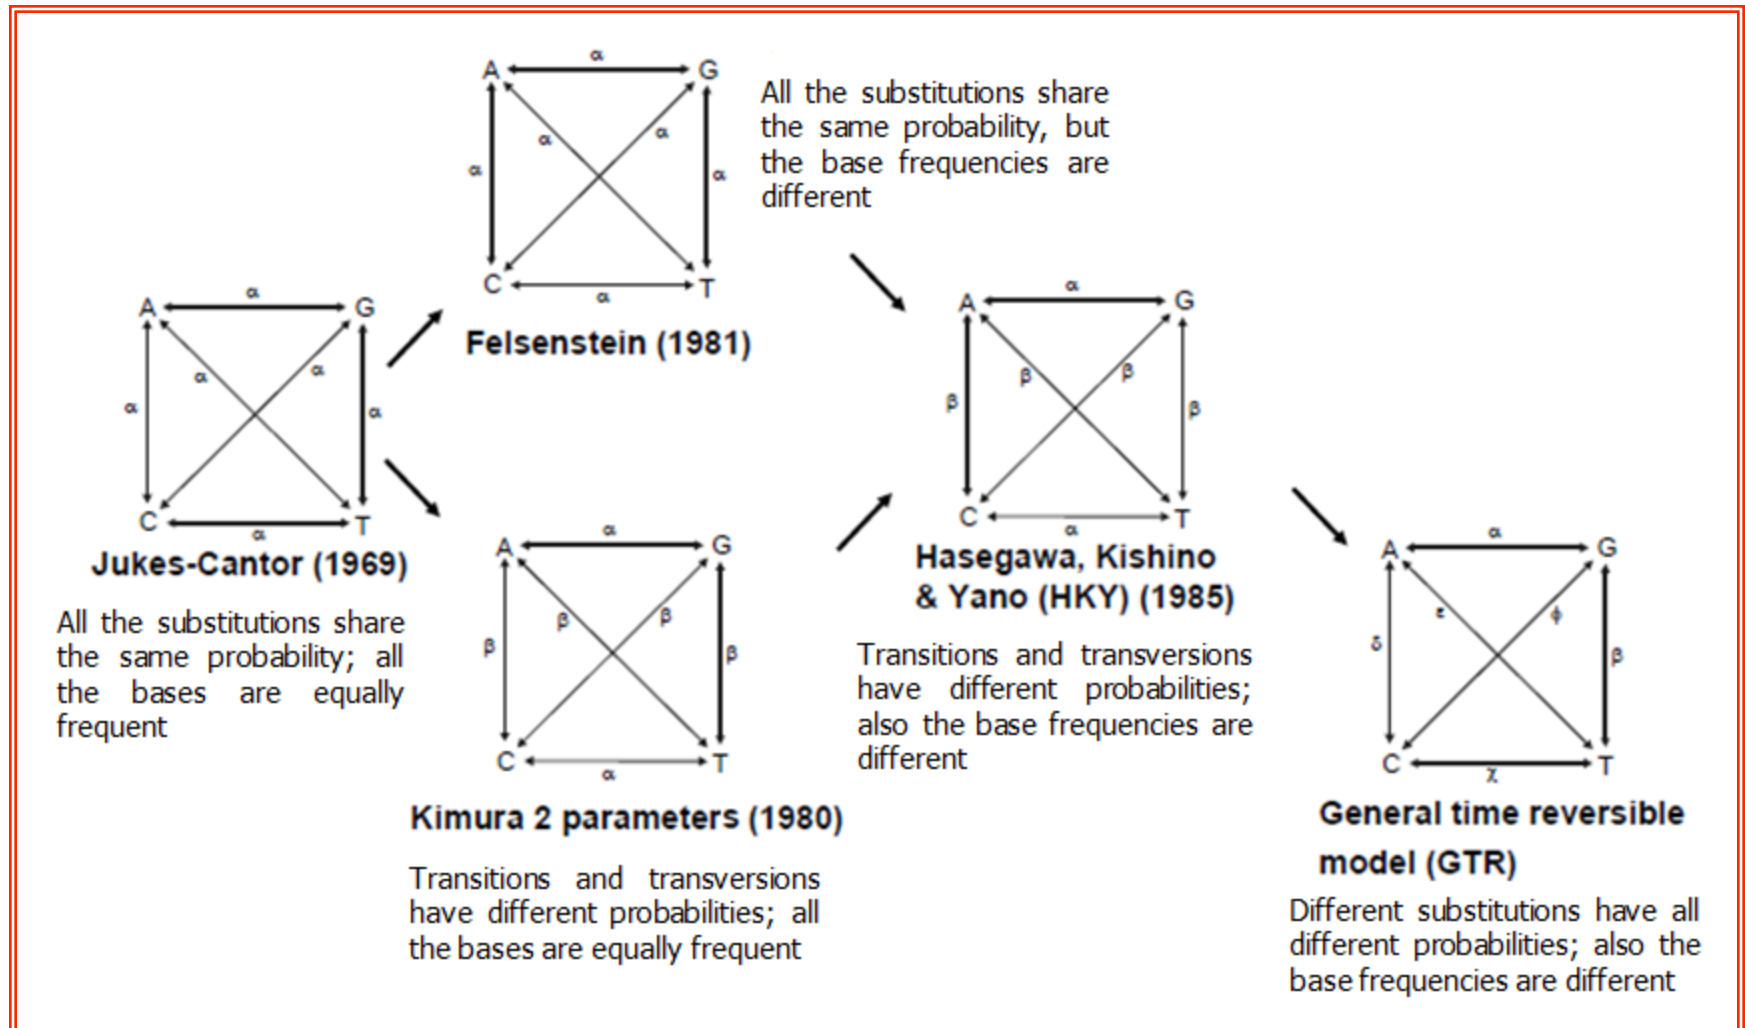 α
A G
α α
α α
C T
α
Felsenstein (1981)
All the substitutions share
the same probability, but
the base frequencies are
different
α
A G
α α
α α
C T
α
Jukes-Cantor (1969)
All the substitutions share
the same probability; all
the bases are equally
frequent
α
A G
β β
β β
C T
α
Kimura 2 parameters (1980)
Transitions and transversions
have different probabilities; all
the bases are equally frequent
α
A G
β β
β β
C T
α
Hasegawa, Kishino
& Yano (HKY) (1985)
Transitions and transversions
have different probabilities;
also the base frequencies are
different
α
A G
ε ϕ
δ β
C T
χ
General time reversible
model (GTR)
Different substitutions have all
different probabilities; also the
base frequencies are different